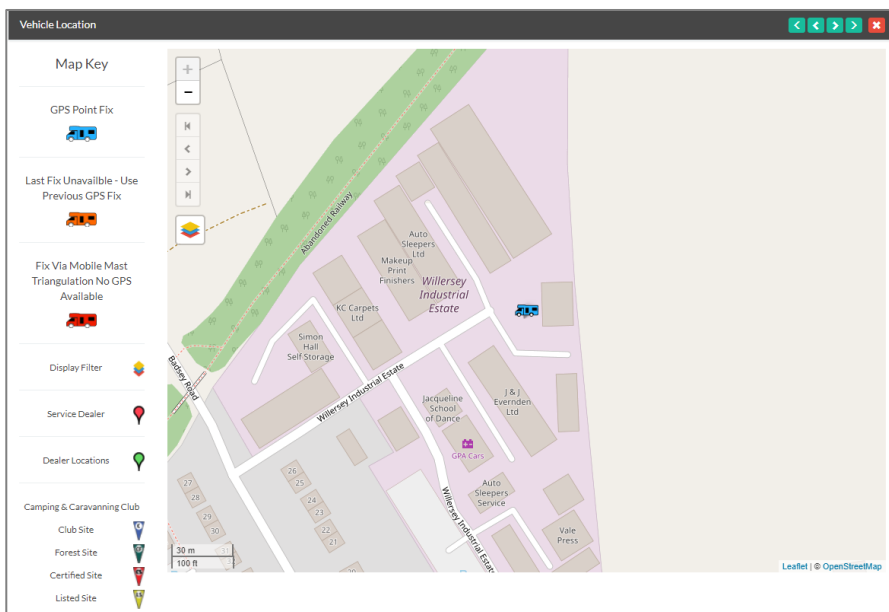 Vehicle Location
Map Key
GPS Point Fix
Last Fix Unavailble - Use
Previous GPS Fix
Fix Via Mobile Mast
Triangulation No GPS
Available
Display Filter
Service Dealer
Dealer Locations
Camping & Caravanning Club
Club Site
Forest Site
Certified Site
Listed Site
Abandoned Railway
Auto
Sleepers
Ltd
Makeup
Print
Finishers
Willersey
Industrial
Estate
KC Carpets
Ltd
Simon
Hall
Self Storage
Badsey Road
Willersey Industrial Estate
J & J
Evernden
Ltd
Jacqueline
School
of Dance
GPA Cars
Auto
Sleepers
Service
Willersey Industrial Estate
Vale
Press
27
28
29
30
26
25
24
23
22
21
30 m
100 ft
Leaflet | © OpenStreetMap